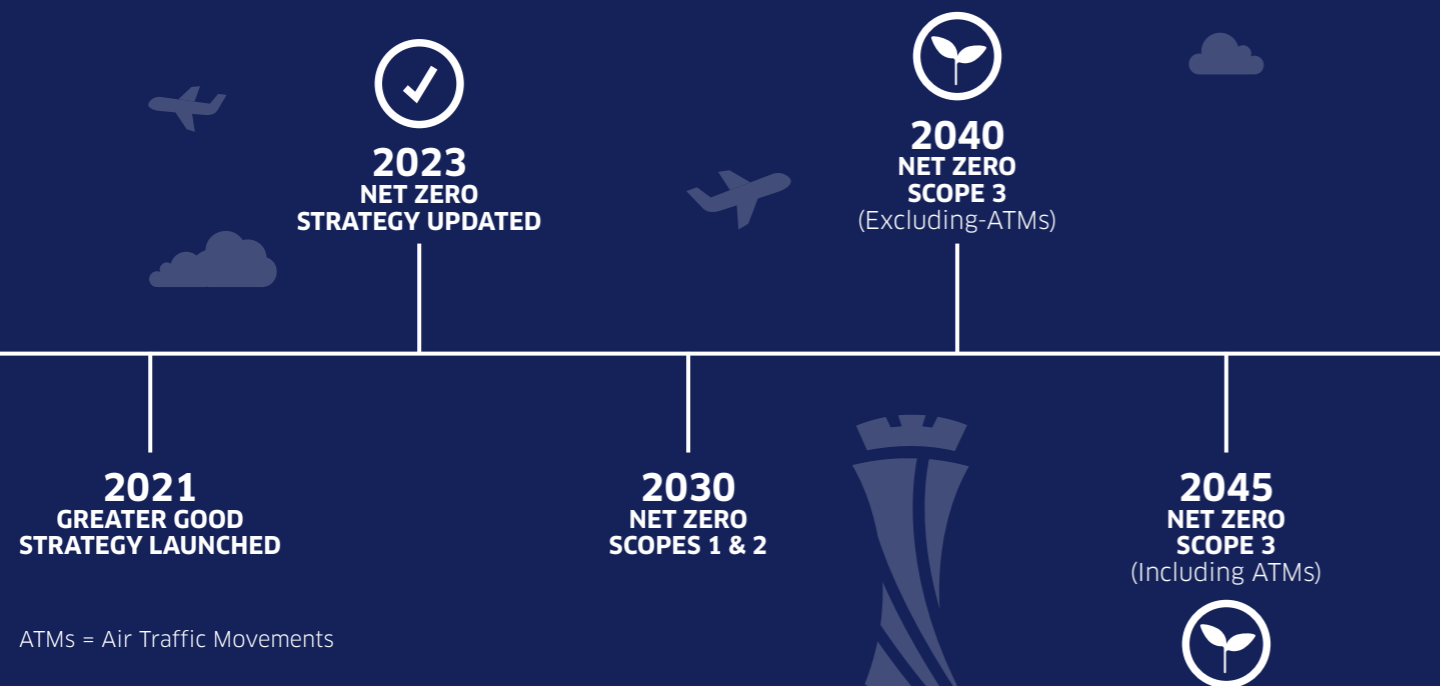 2023
NET ZERO
STRATEGY UPDATED
2040
NET ZERO
SCOPE 3
(Excluding-ATMs)
2021
GREATER GOOD
STRATEGY LAUNCHED
2030
NET ZERO
SCOPES 1 & 2
2045
NET ZERO
SCOPE 3
(Including ATMs)
ATMs = Air Traffic Movements